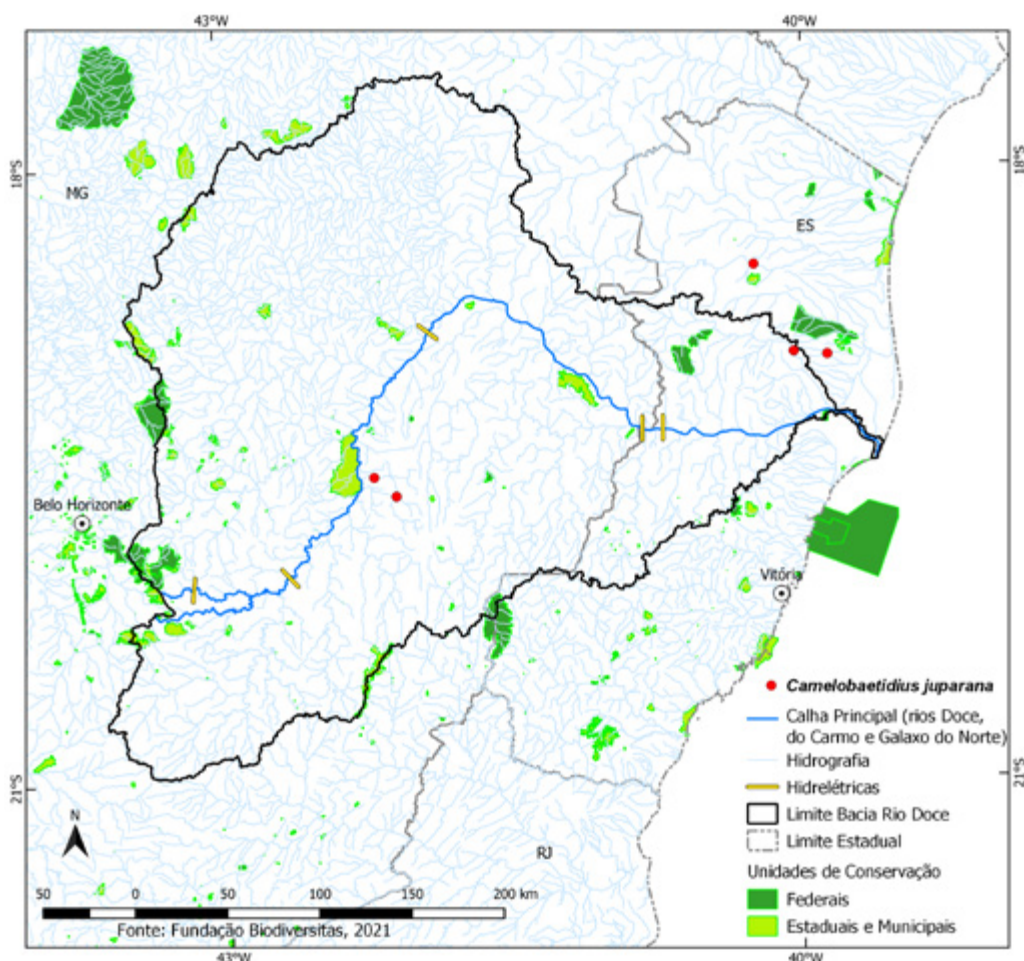 43°W
40°W
18°S
18°S
MG
ES
Belo Horizonte
Vitória
Camelobaetidius juparana
Calha Principal (rios Doce,
do Carmo e Galaxo do Norte)
Hidrografia
Hidrelétricas
Limite Bacia Rio Doce
Limite Estadual
Unidades de Conservação
Federais
Estaduais e Municipais
21°S
21°S
N
RJ
50 0 50 100 150 200 km
Fonte: Fundação Biodiversitas, 2021
43°W
40°W